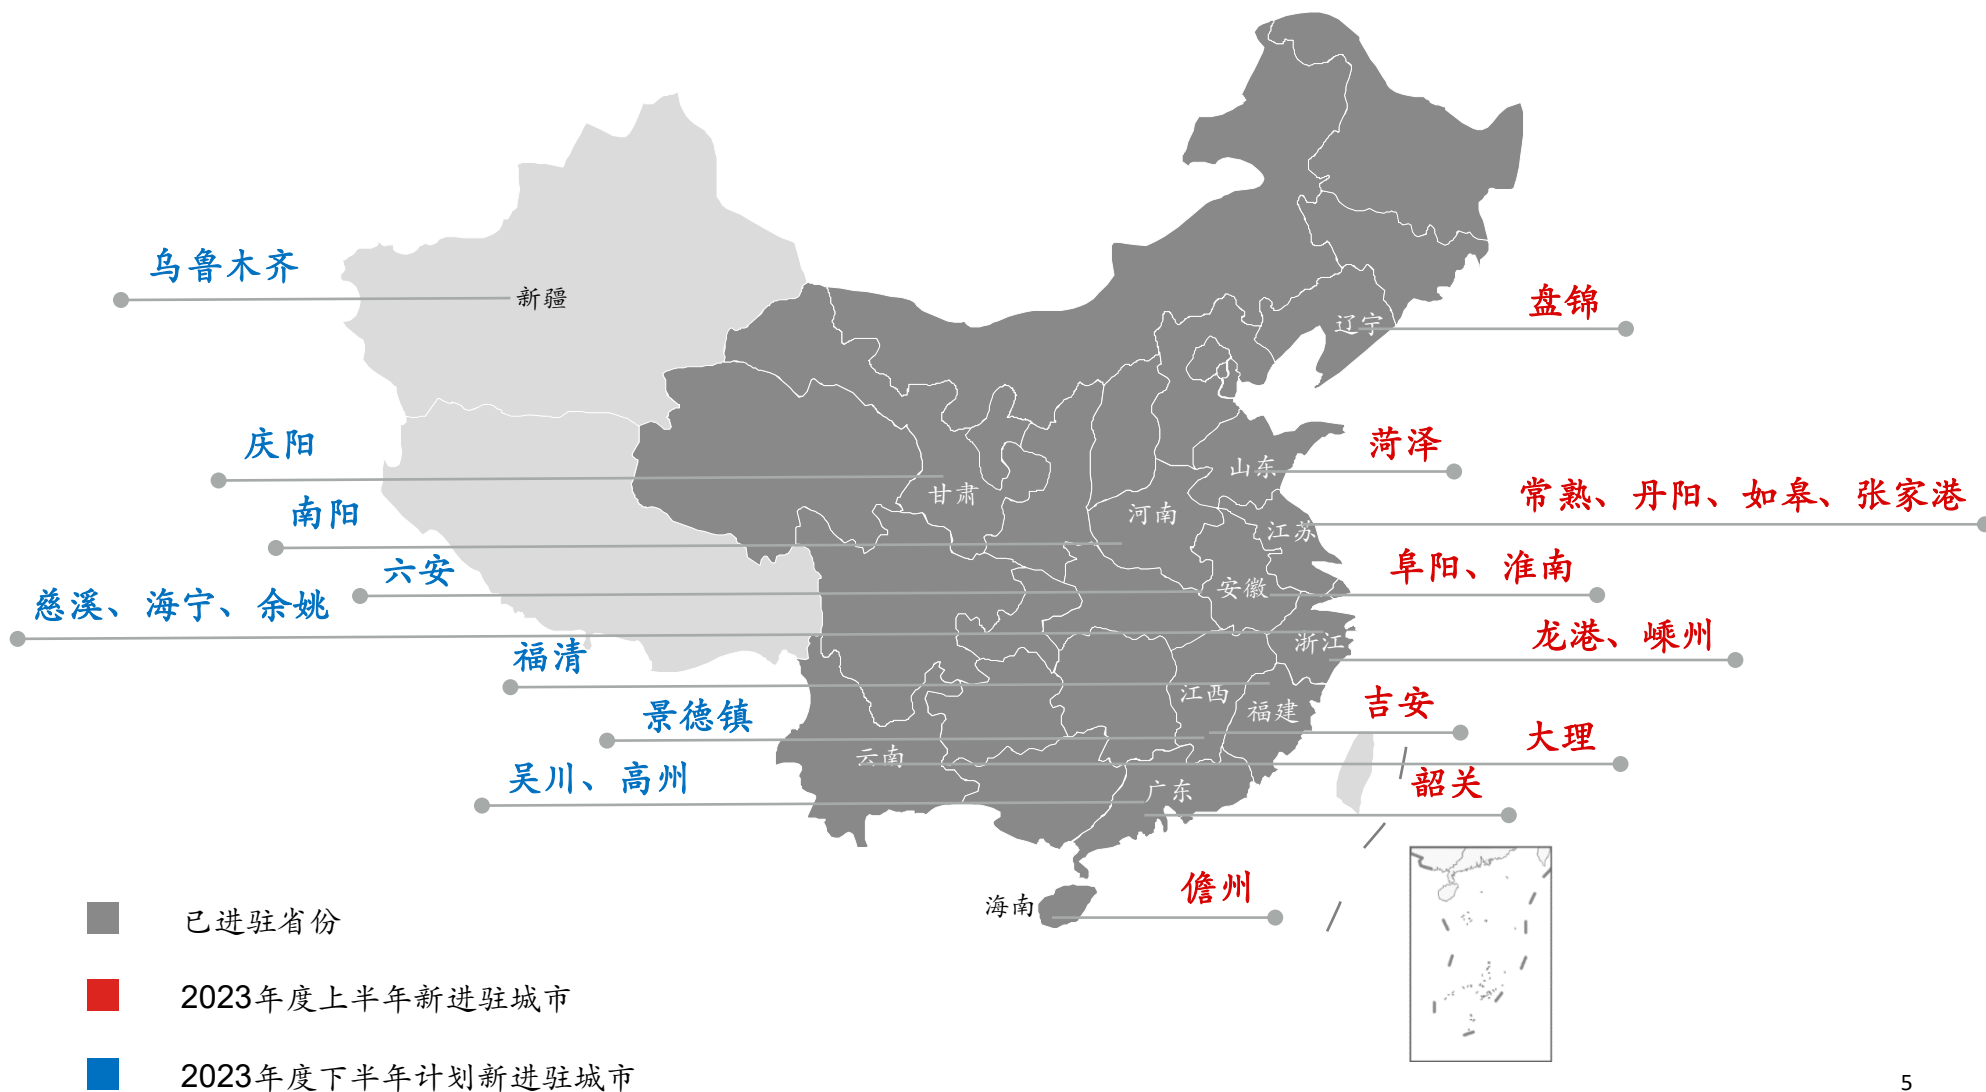 乌鲁木齐
新疆
盘锦
辽宁
庆阳
菏泽
山东
甘肃
常熟、丹阳、如皋、张家港
南阳
河南
江苏
六安
阜阳、淮南
安徽
慈溪、海宁、余姚
龙港、嵊州
浙江
福清
江西
吉安
景德镇
福建
大理
云南
吴川、高州
韶关
广东
儋州
海南
已进驻省份
2023年度上半年新进驻城市
2023年度下半年计划新进驻城市
5